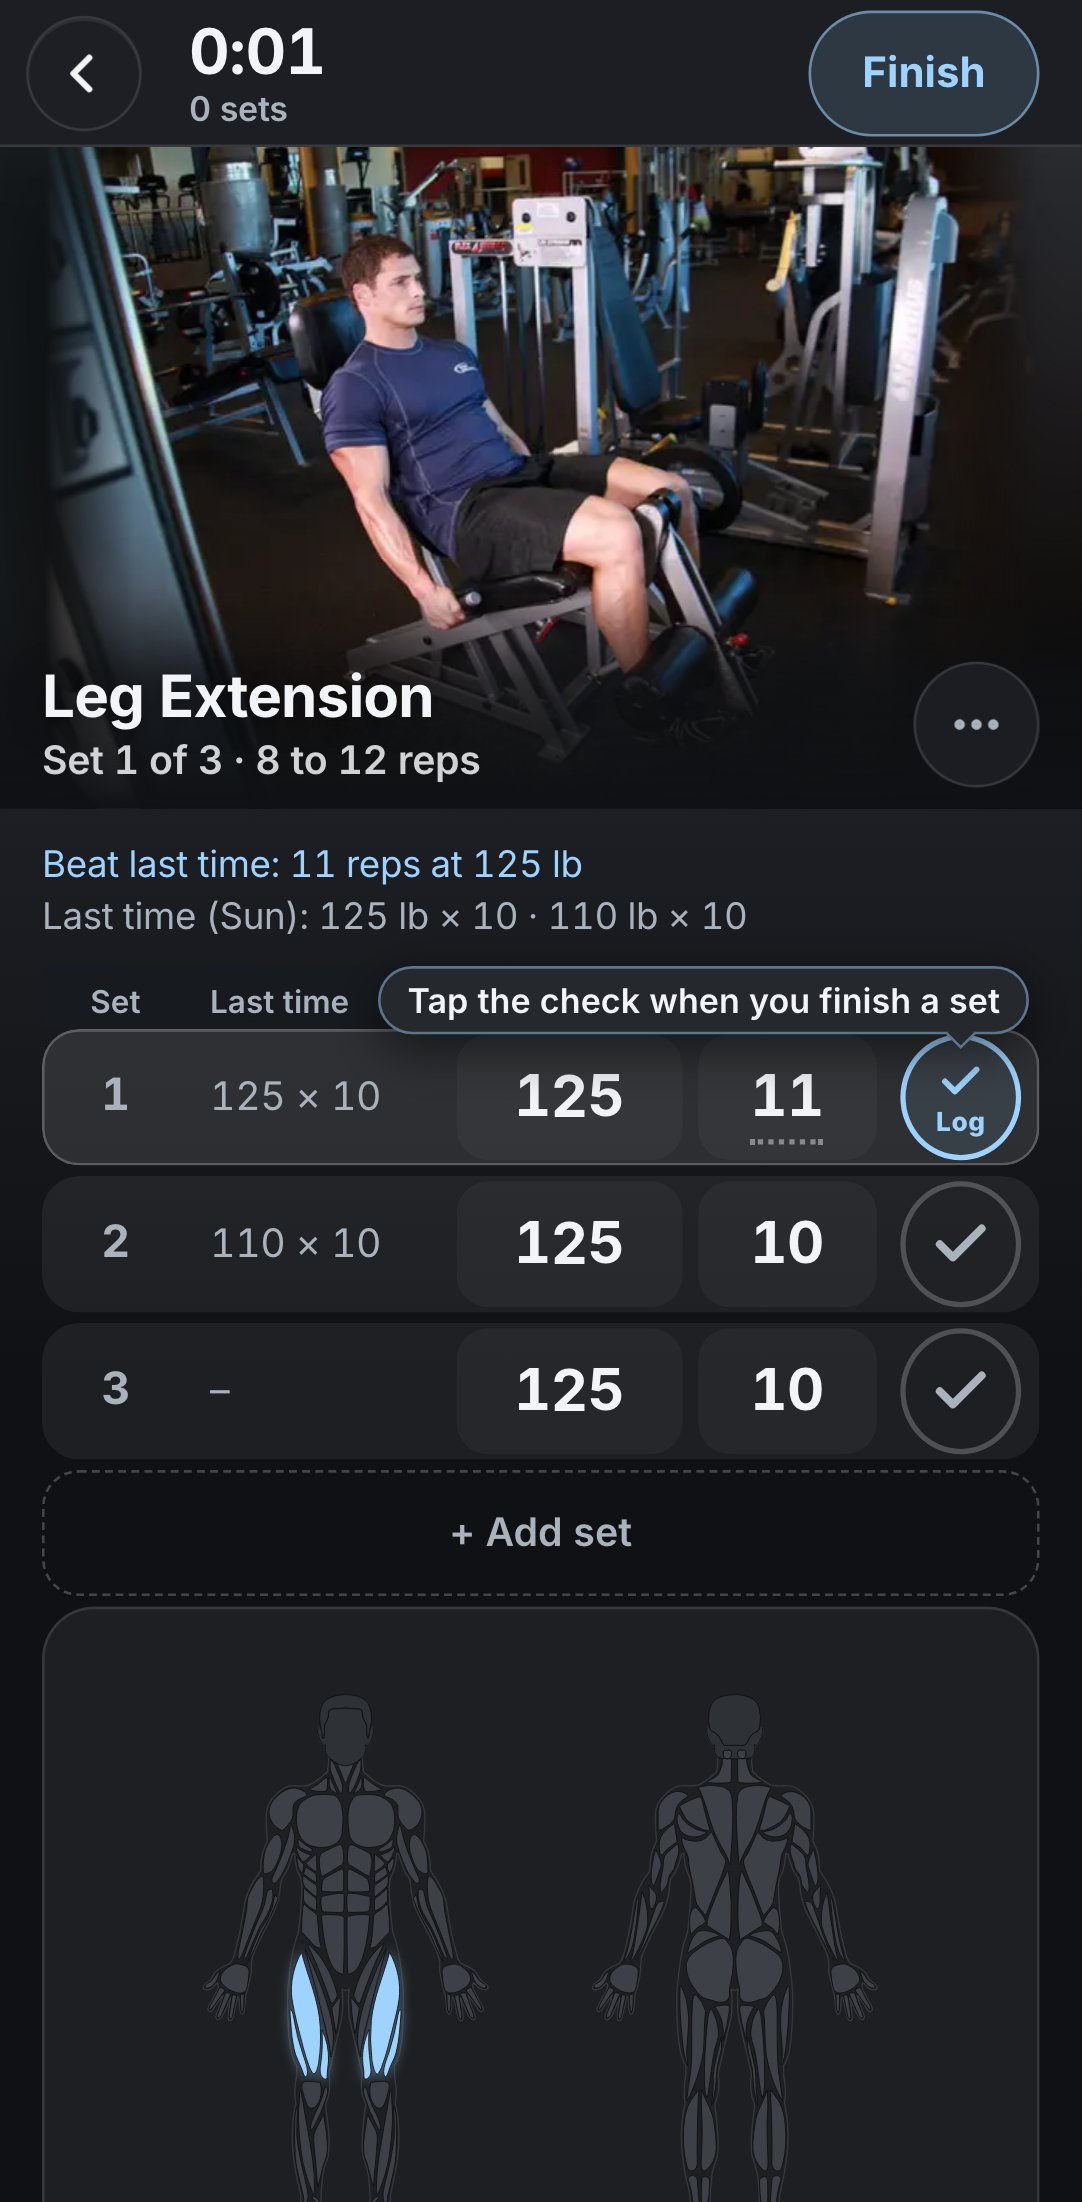 0:01
0 sets
Finish
Leg Extension
Set 1 of 3 · 8 to 12 reps
Beat last time: 11 reps at 125 lb
Last time (Sun): 125 lb × 10 · 110 lb × 10
Set Last time Tap the check when you finish a set
1 125 × 10 125 11 Log
2 110 × 10 125 10
3 – 125 10
+ Add set